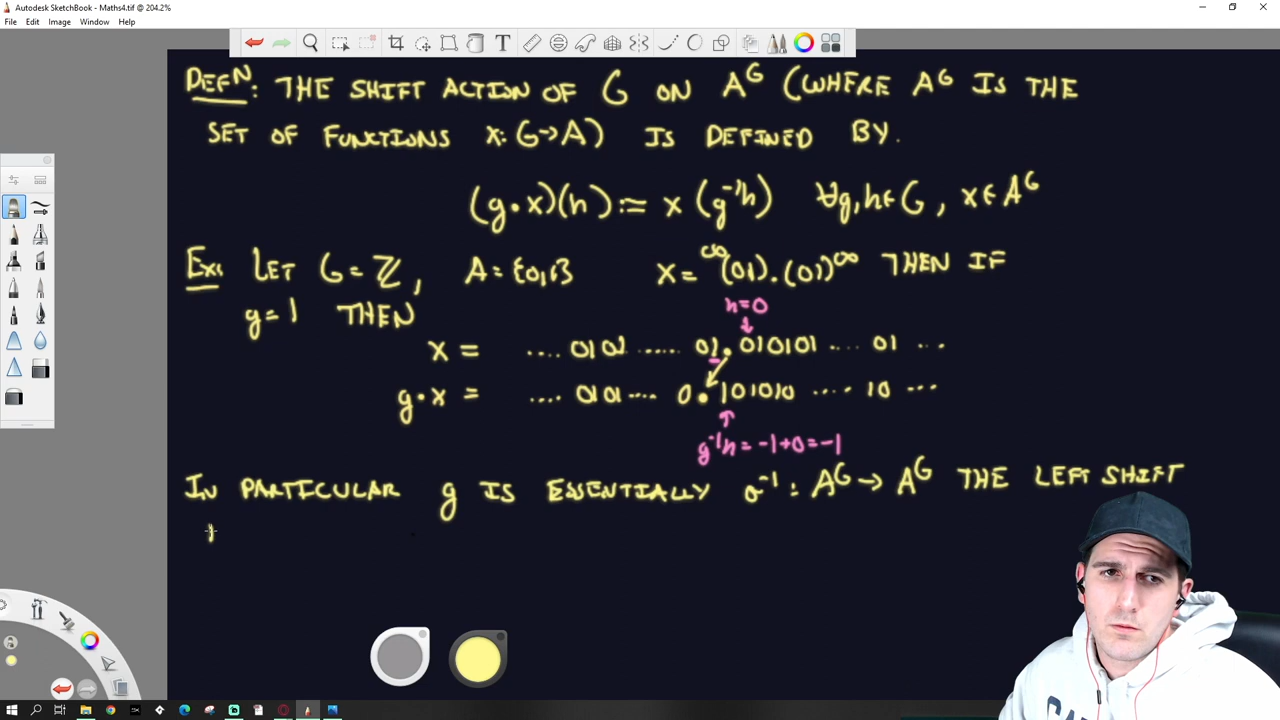 Autodesk SketchBook - Maths4.tif @ 204.2%
File Edit Image Window Help
DEFN: THE SHIFT ACTION OF G ON A^G (WHERE A^G IS THE
SET OF FUNCTIONS x: G→A) IS DEFINED BY.
(g·x)(h) := x(g⁻¹h) ∀g,h∈G, x∈A^G
EX: LET G=ℤ, A={0,1} x= ^∞(01).(01)^∞ THEN IF
g=1 THEN
h=0
x = .... 0101 ..... 01.010101 .... 01 ...
g·x = .... 0101.... 0.101010 .... 10 ...
g⁻¹h = -1+0 = -1
IN PARTICULAR g IS ESSENTIALLY σ⁻¹: A^G → A^G THE LEFT SHIFT